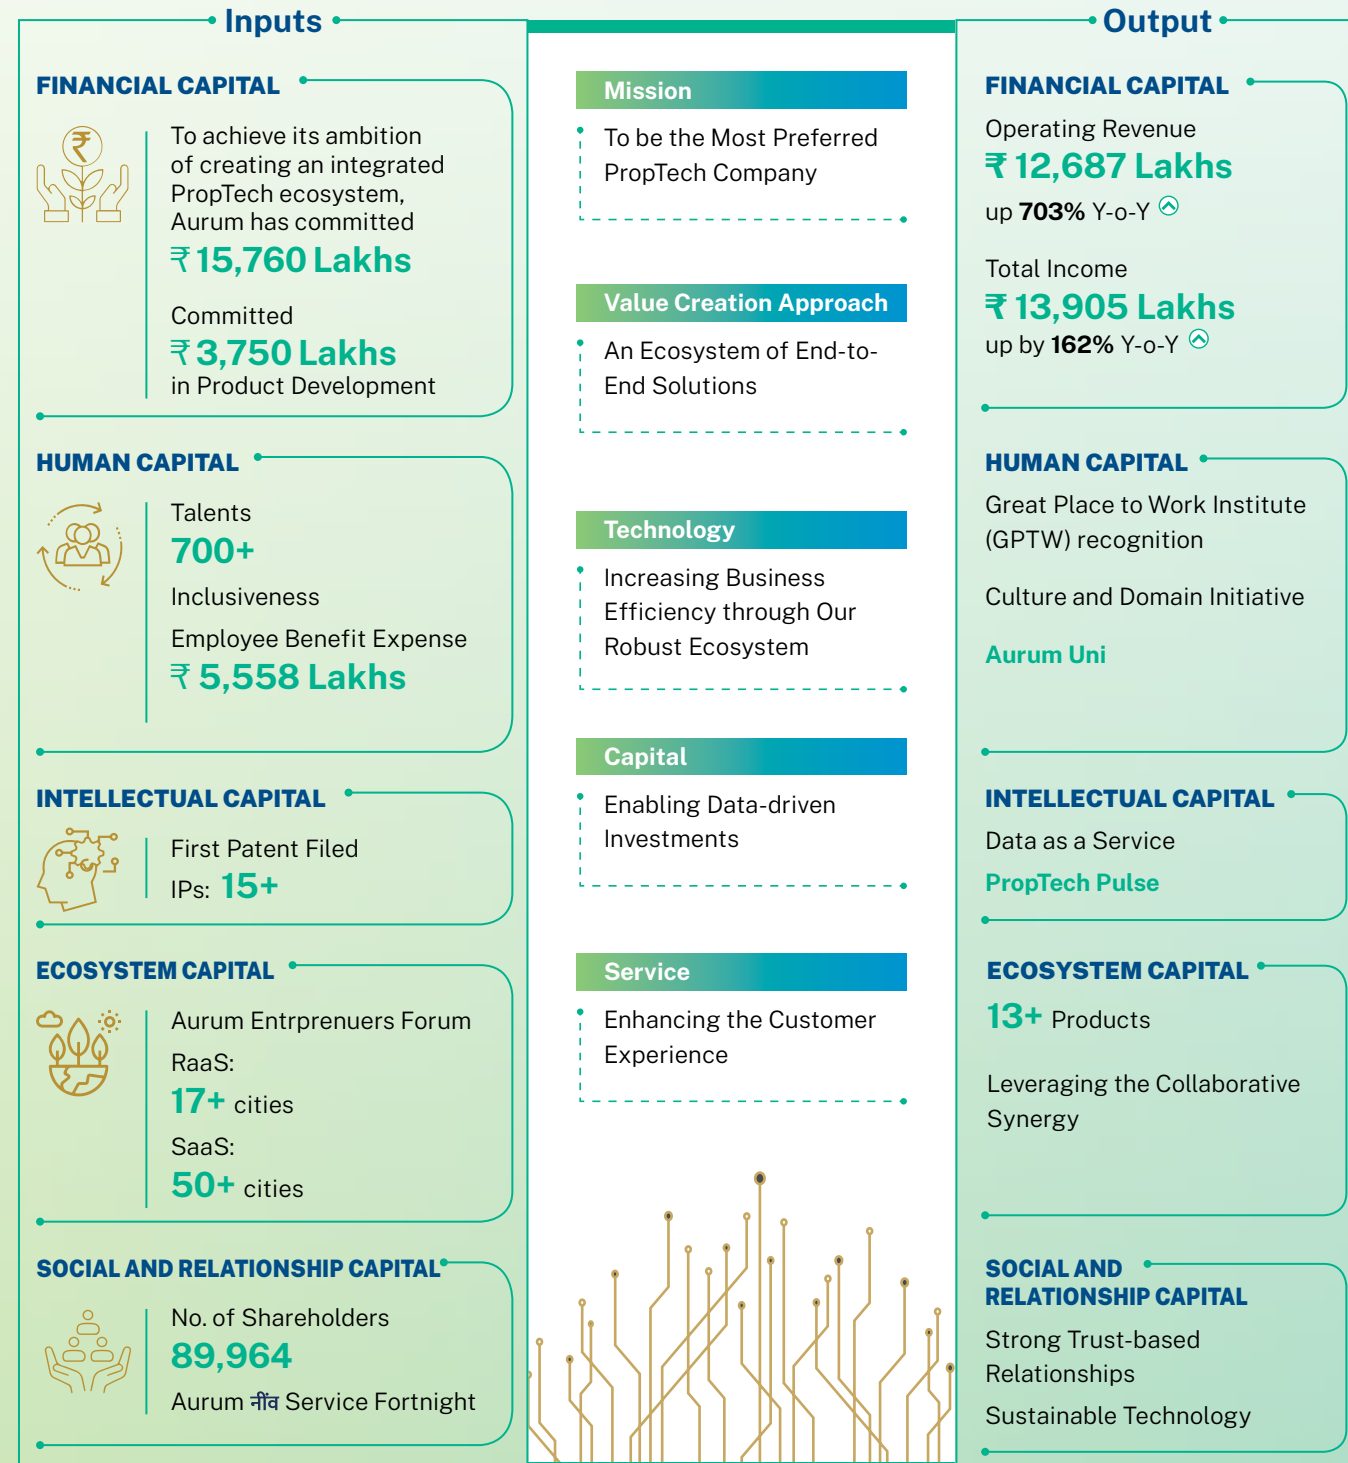 Inputs
FINANCIAL CAPITAL
To achieve its ambition
of creating an integrated
PropTech ecosystem,
Aurum has committed
₹ 15,760 Lakhs
Committed
₹ 3,750 Lakhs
in Product Development
HUMAN CAPITAL
Talents
700+
Inclusiveness
Employee Benefit Expense
₹ 5,558 Lakhs
INTELLECTUAL CAPITAL
First Patent Filed
IPs: 15+
ECOSYSTEM CAPITAL
Aurum Entrprenuers Forum
RaaS:
17+ cities
SaaS:
50+ cities
SOCIAL AND RELATIONSHIP CAPITAL
No. of Shareholders
89,964
Aurum नींव Service Fortnight
Mission
To be the Most Preferred
PropTech Company
Value Creation Approach
An Ecosystem of End-to-
End Solutions
Technology
Increasing Business
Efficiency through Our
Robust Ecosystem
Capital
Enabling Data-driven
Investments
Service
Enhancing the Customer
Experience
Output
FINANCIAL CAPITAL
Operating Revenue
₹ 12,687 Lakhs
up 703% Y-o-Y
Total Income
₹ 13,905 Lakhs
up by 162% Y-o-Y
HUMAN CAPITAL
Great Place to Work Institute
(GPTW) recognition
Culture and Domain Initiative
Aurum Uni
INTELLECTUAL CAPITAL
Data as a Service
PropTech Pulse
ECOSYSTEM CAPITAL
13+ Products
Leveraging the Collaborative
Synergy
SOCIAL AND
RELATIONSHIP CAPITAL
Strong Trust-based
Relationships
Sustainable Technology